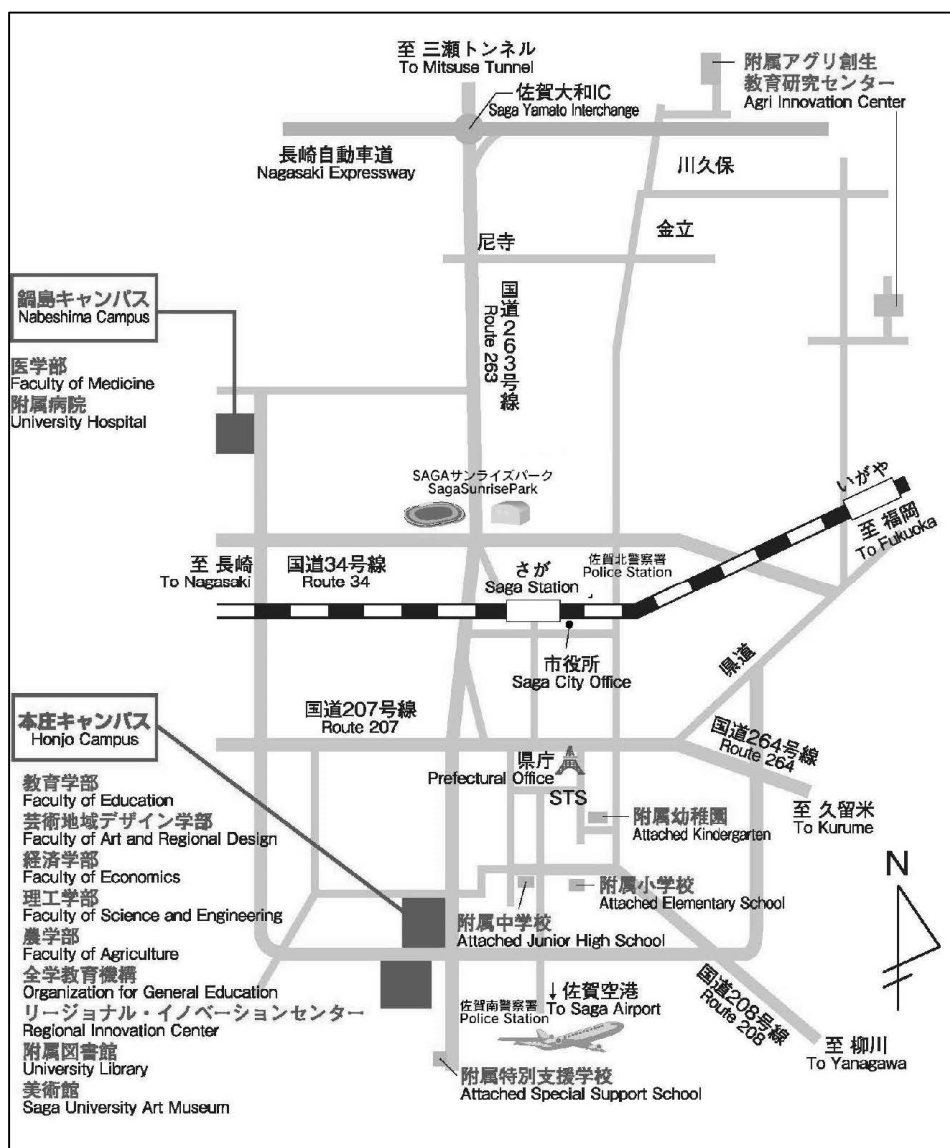 至 三瀬トンネル
To Mitsuse Tunnel
佐賀大和IC
Saga Yamato Interchange
附属アグリ創生
教育研究センター
Agri Innovation Center
長崎自動車道
Nagasaki Expressway
川久保
金立
尼寺
国道263号線
Route 263
鍋島キャンパス
Nabeshima Campus
医学部
Faculty of Medicine
附属病院
University Hospital
SAGAサンライズパーク
SagaSunrisePark
いがや
至 福岡
To Fukuoka
至 長崎
To Nagasaki
国道34号線
Route 34
さが
Saga Station
佐賀北警察署
Police Station
市役所
Saga City Office
県道
本庄キャンパス
Honjo Campus
国道207号線
Route 207
国道264号線
Route 264
県庁
Prefectural Office
STS
至 久留米
To Kurume
教育学部
Faculty of Education
芸術地域デザイン学部
Faculty of Art and Regional Design
経済学部
Faculty of Economics
理工学部
Faculty of Science and Engineering
農学部
Faculty of Agriculture
全学教育機構
Organization for General Education
リージョナル・イノベーションセンター
Regional Innovation Center
附属図書館
University Library
美術館
Saga University Art Museum
附属幼稚園
Attached Kindergarten
附属小学校
Attached Elementary School
附属中学校
Attached Junior High School
N
佐賀南警察署
Police Station
↓佐賀空港
To Saga Airport
国道208号線
Route 208
至 柳川
To Yanagawa
附属特別支援学校
Attached Special Support School